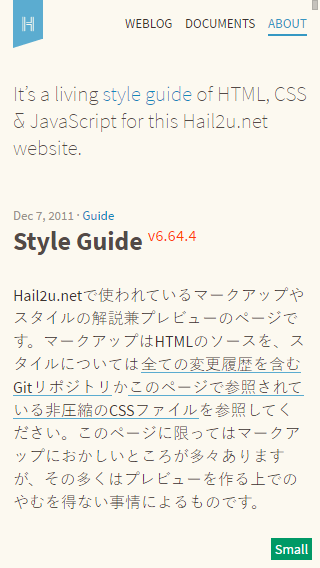 H
WEBLOG DOCUMENTS ABOUT
It's a living style guide of HTML, CSS
& JavaScript for this Hail2u.net
website.
Dec 7, 2011 · Guide
Style Guide v6.64.4
Hail2u.netで使われているマークアップや
スタイルの解説兼プレビューのページで
す。マークアップはHTMLのソースを、ス
タイルについては全ての変更履歴を含む
Gitリポジトリかこのページで参照されて
いる非圧縮のCSSファイルを参照してく
ださい。このページに限ってはマークア
ップにおかしいところが多々あります
が、その多くはプレビューを作る上での
やむを得ない事情によるものです。
Small